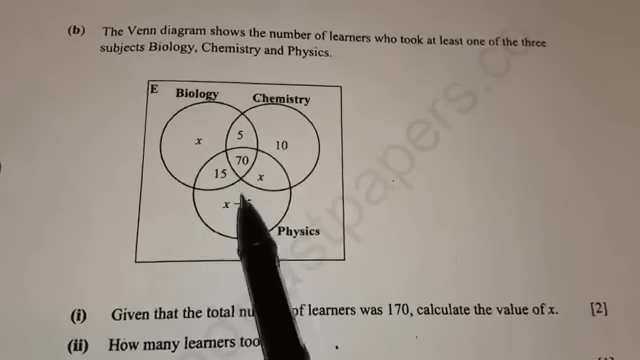 (b) The Venn diagram shows the number of learners who took at least one of the three
subjects Biology, Chemistry and Physics.
E
Biology
Chemistry
x
5
10
70
15
x
x –
Physics
(i) Given that the total nu of learners was 170, calculate the value of x. [2]
(ii) How many learners too